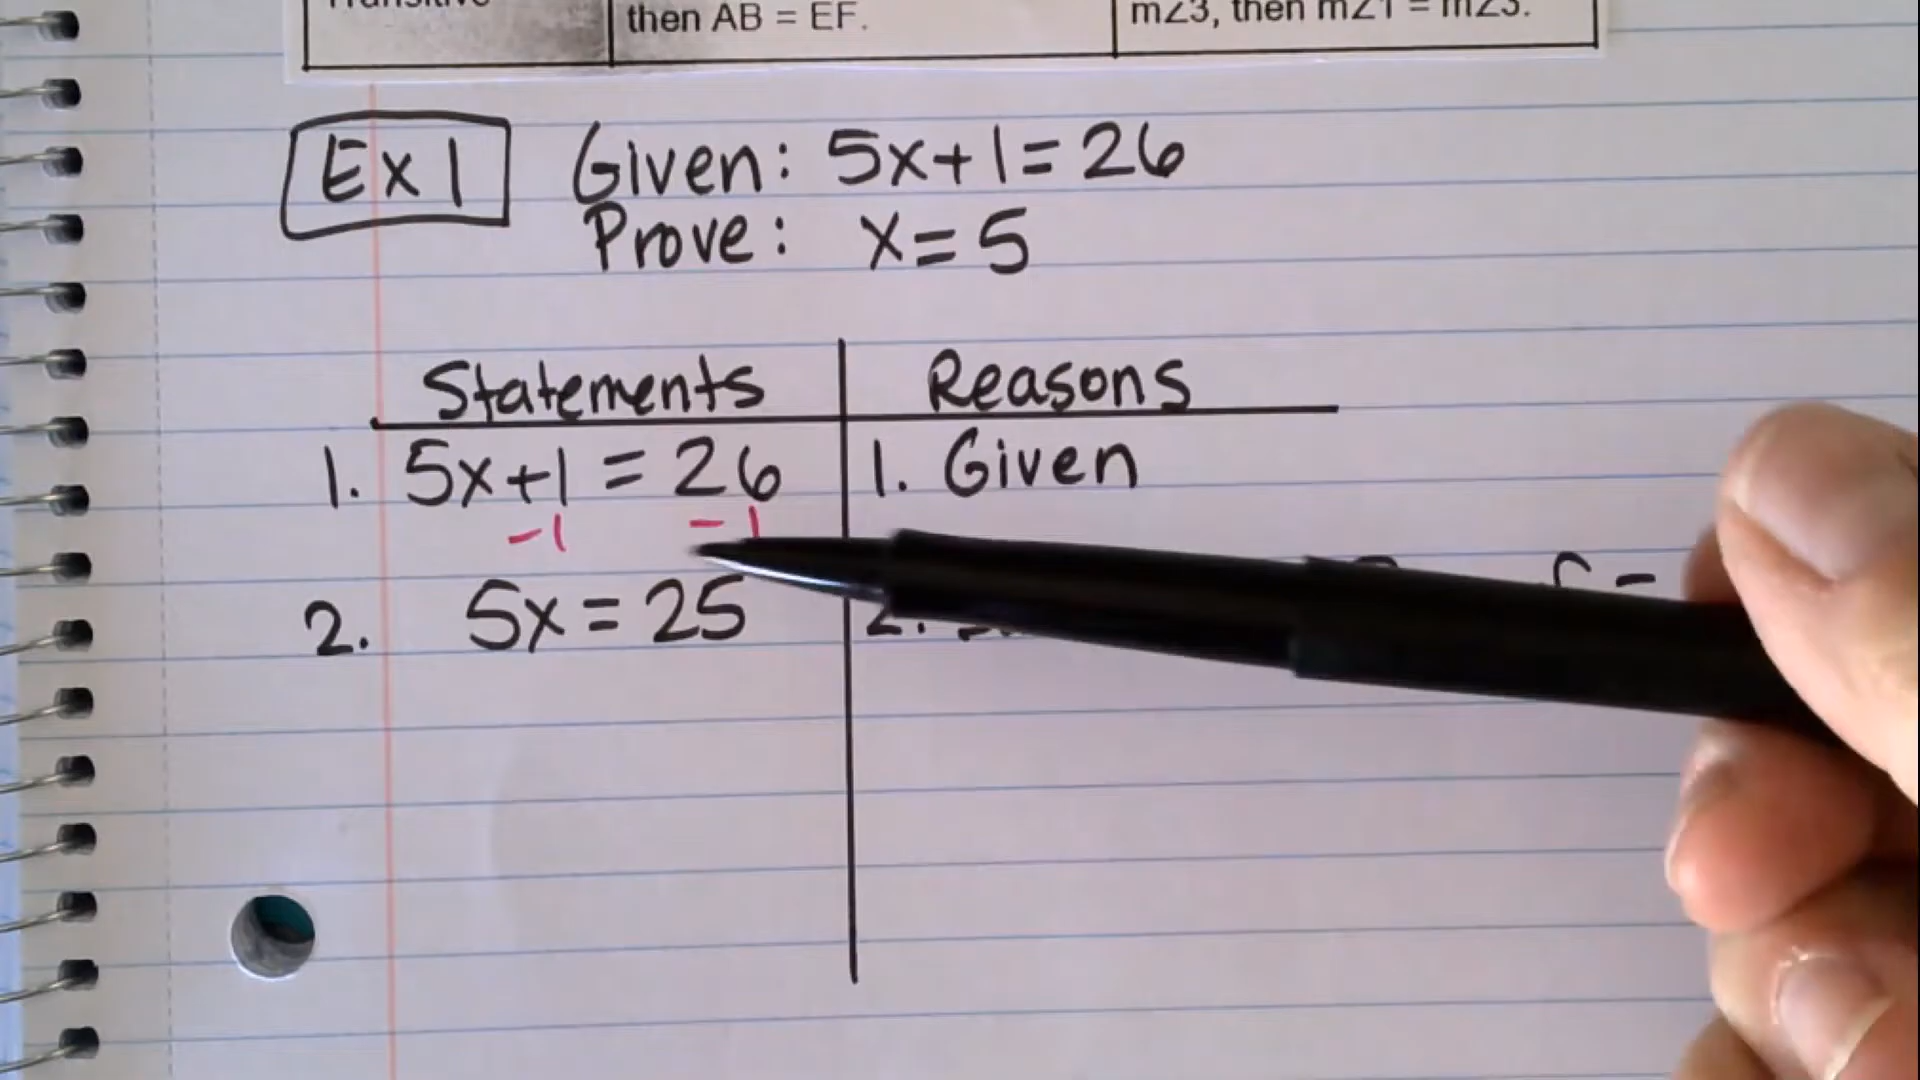 then AB = EF.
m∠3, then m∠1 = m∠3.
Ex 1 Given: 5x+1=26
Prove: x=5
Statements Reasons
1. 5x+1 = 26 1. Given
-1 -1
2. 5x = 25 2.